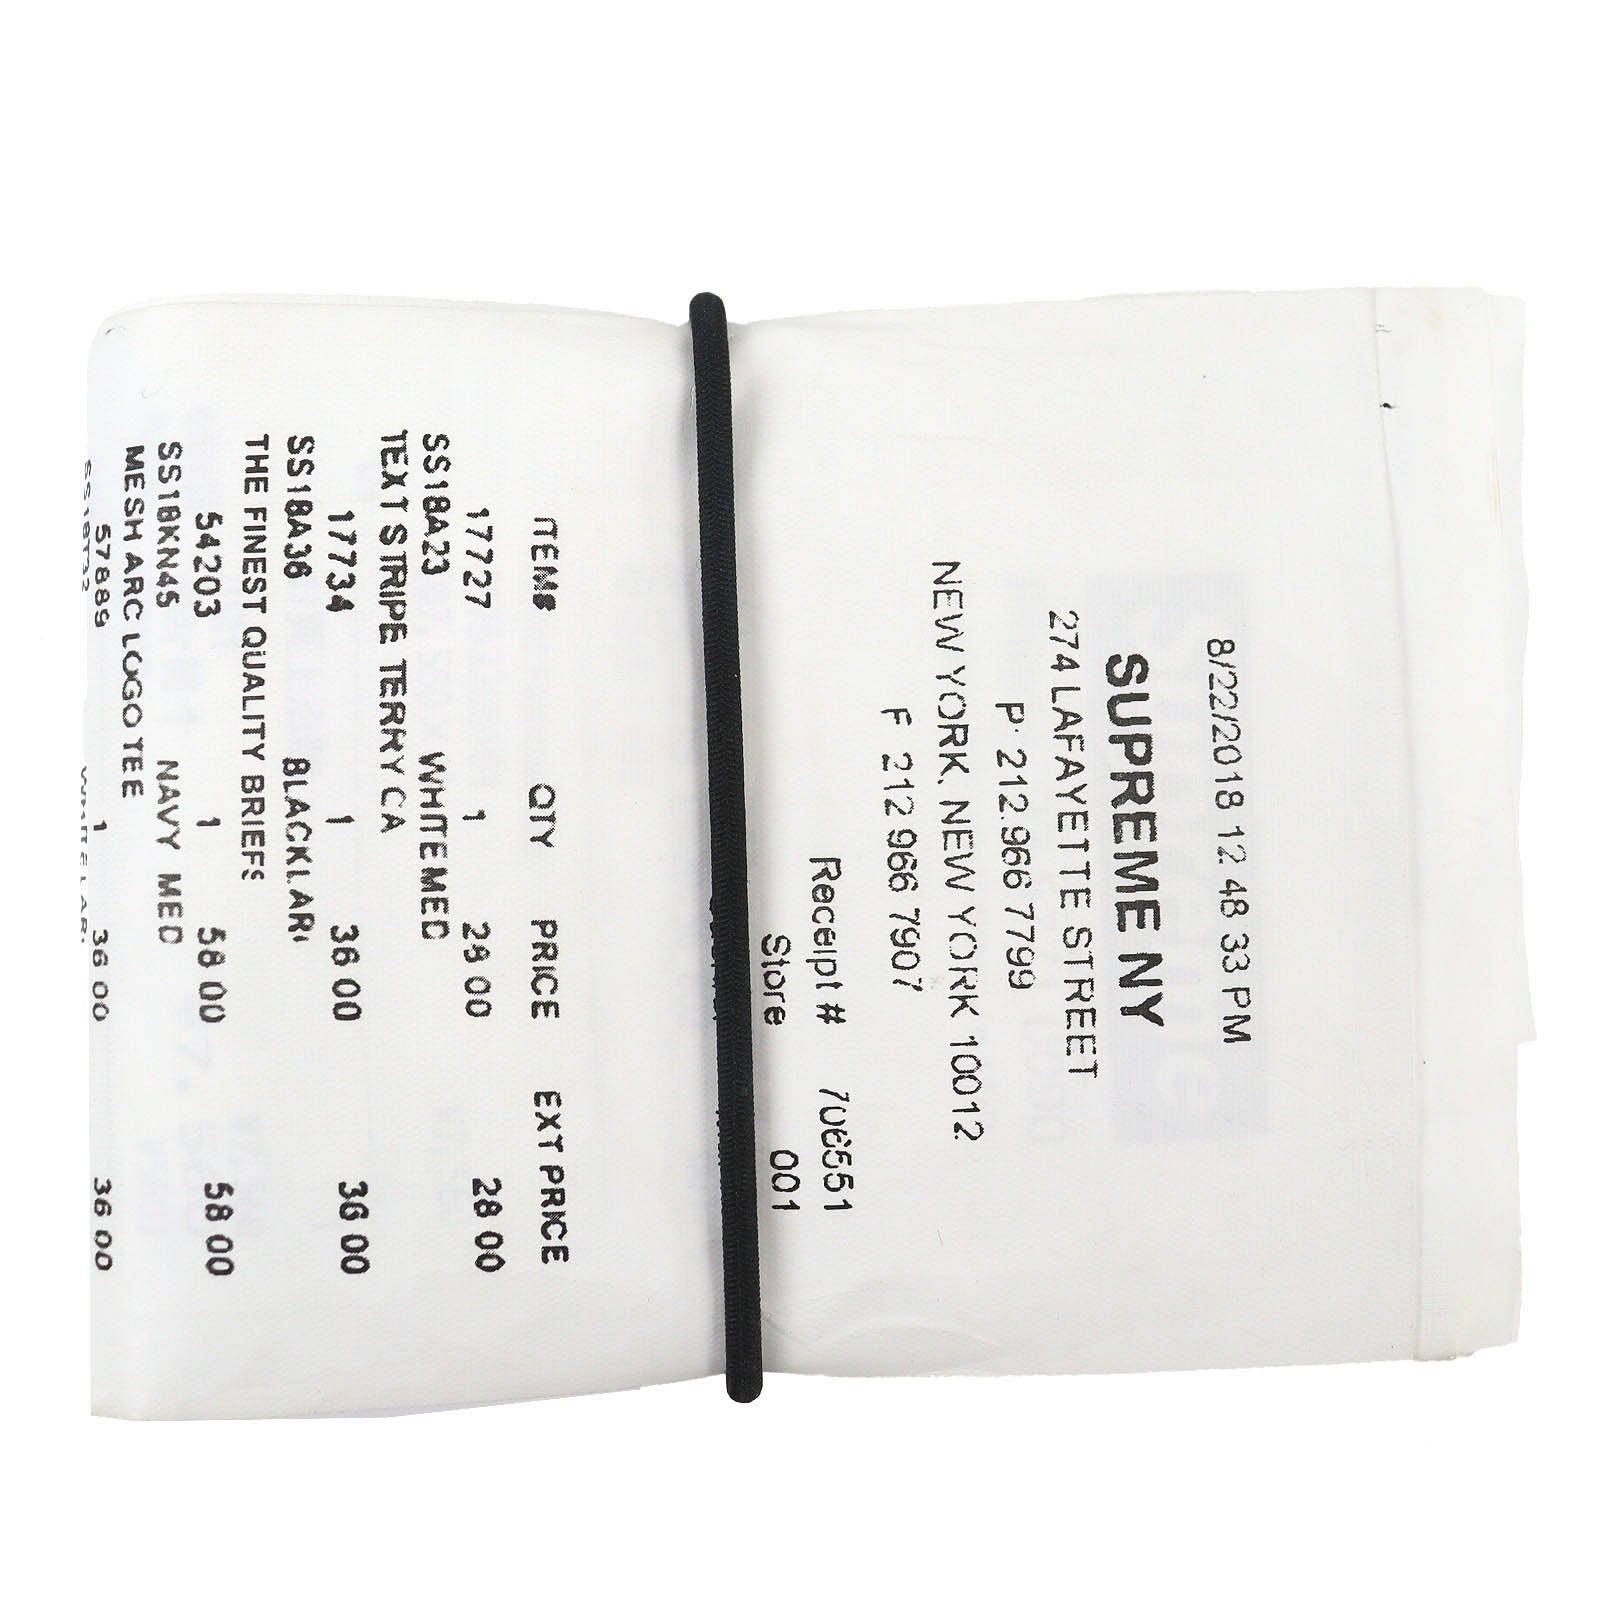 8/22/2018 12 48 33 PM
SUPREME NY
274 LAFAYETTE STREET
P. 212.966 7799
NEW YORK, NEW YORK 10012
F 212 966 7907
Receipt # 706551
Store 001
ITEM# QTY PRICE EXT PRICE
17727 1 28 00 28 00
SS18A23 WHITE MED
TEXT STRIPE TERRY CA
17734 1 36 00 36 00
SS18A36 BLACK LAR
THE FINEST QUALITY BRIEFS
54203 1 58 00 58 00
SS18KN45 NAVY MED
MESH ARC LOGO TEE
57889 1 36 00 36 00